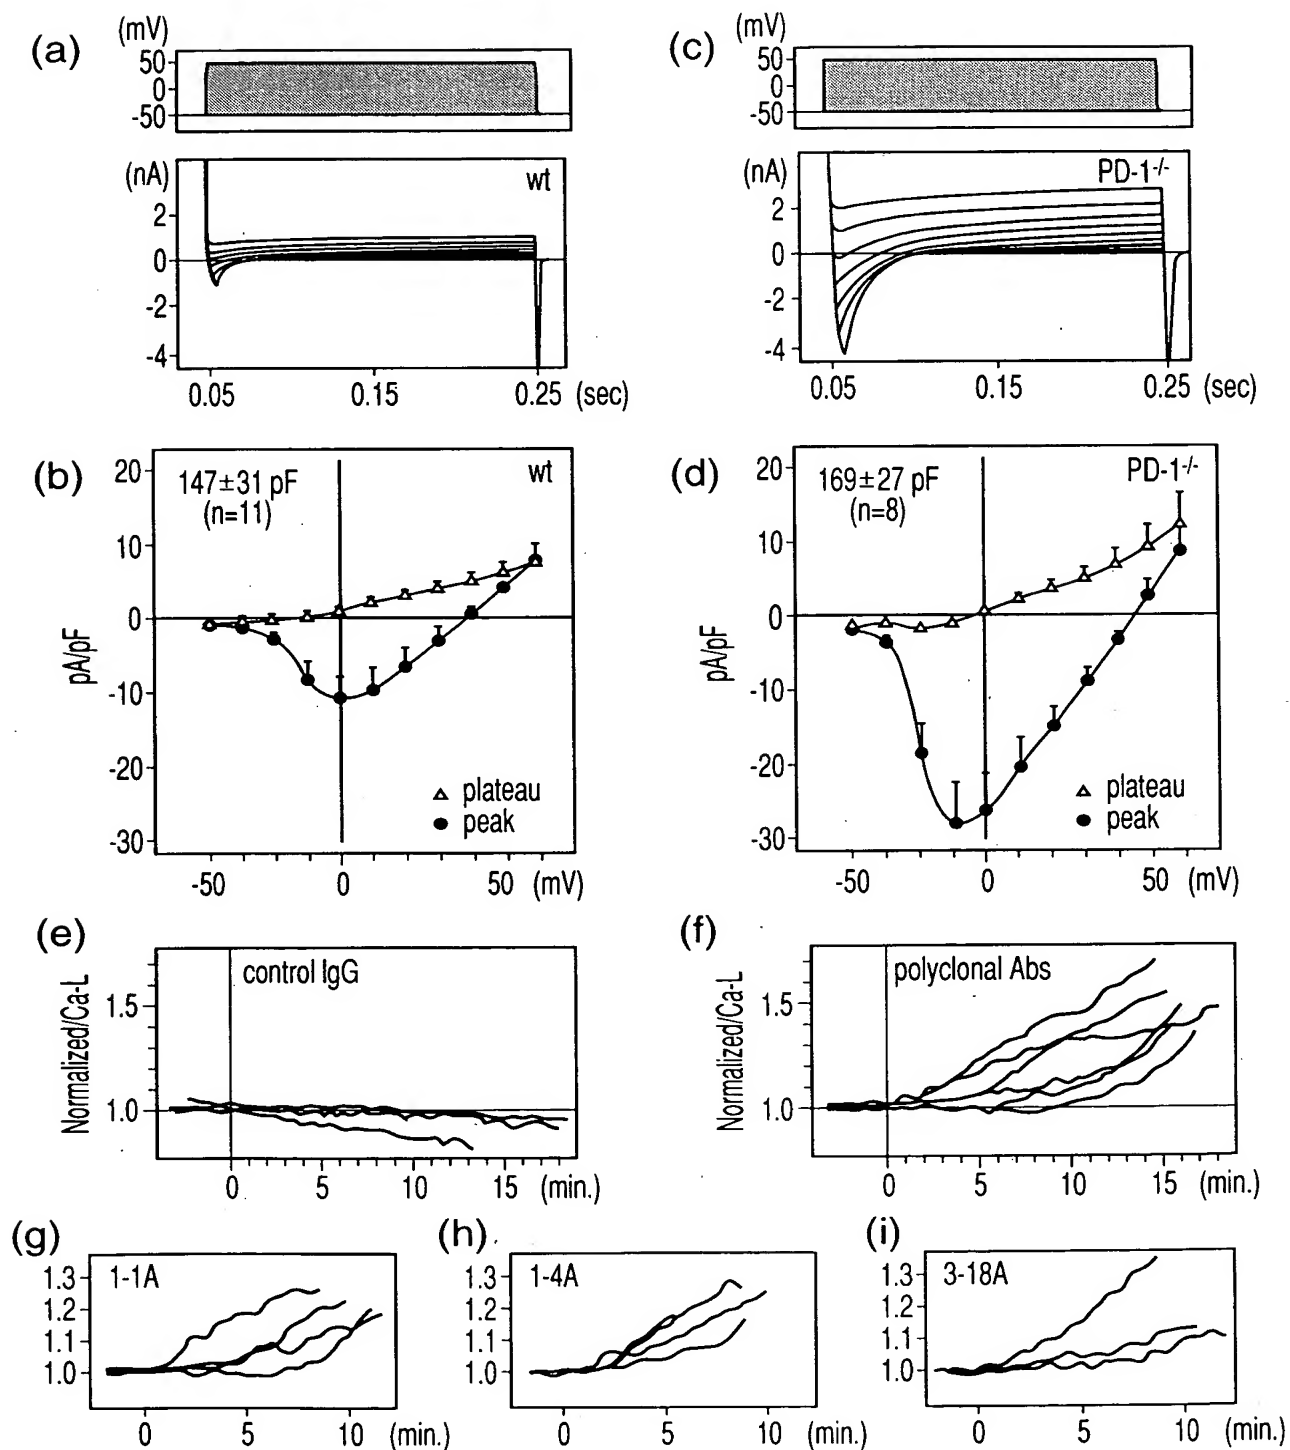 (a)
(mV)
50
0
-50
(nA)
wt
2
0
-2
-4
0.05 0.15 0.25 (sec)
(c)
(mV)
50
0
-50
(nA)
PD-1-/-
2
0
-2
-4
0.05 0.15 0.25 (sec)
(b)
20
10
0
-10
-20
-30
pA/pF
147±31 pF
(n=11)
wt
△ plateau
● peak
-50 0 50 (mV)
(d)
20
10
0
-10
-20
-30
pA/pF
169±27 pF
(n=8)
PD-1-/-
△ plateau
● peak
-50 0 50 (mV)
(e)
Normalized/Ca-L
control IgG
1.5
1.0
0 5 10 15 (min.)
(f)
Normalized/Ca-L
polyclonal Abs
1.5
1.0
0 5 10 15 (min.)
(g)
1-1A
1.3
1.2
1.1
1.0
0 5 10 (min.)
(h)
1-4A
1.3
1.2
1.1
1.0
0 5 10 (min.)
(i)
3-18A
1.3
1.2
1.1
1.0
0 5 10 (min.)